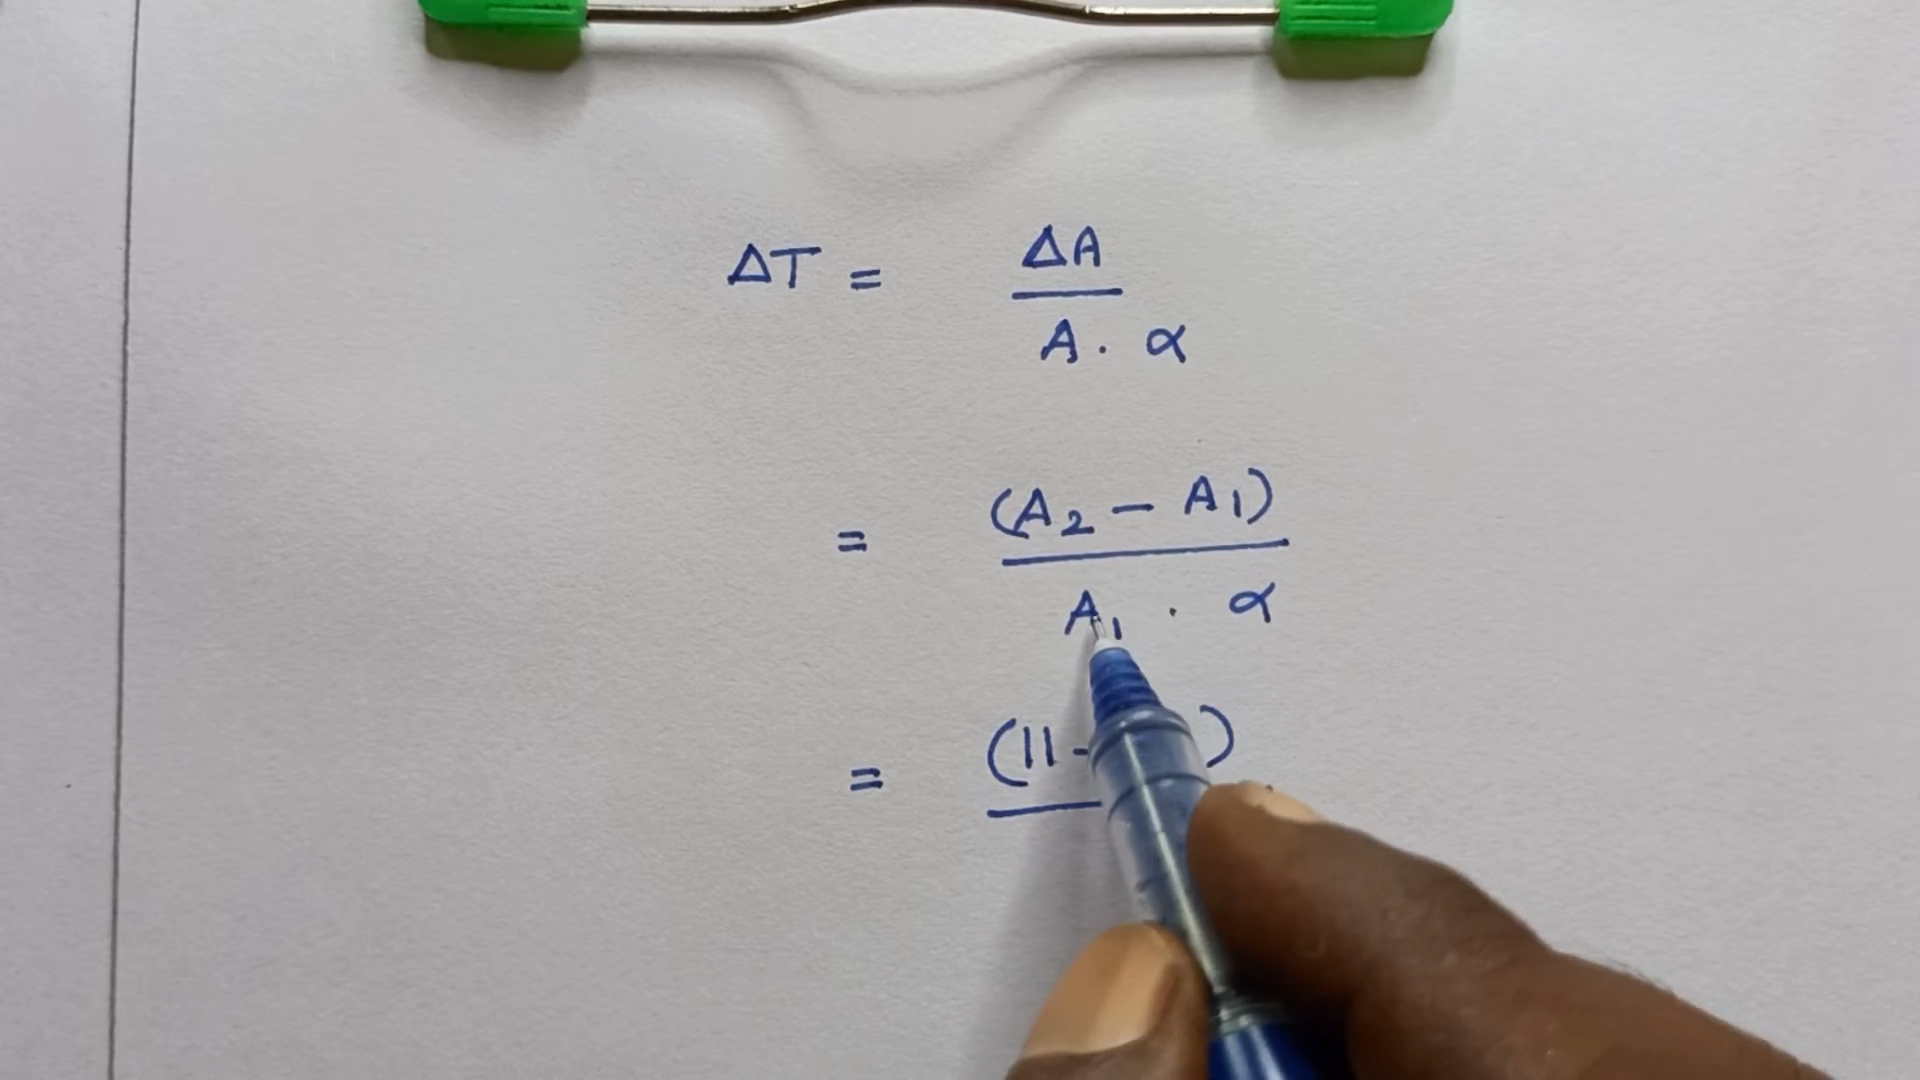 ΔT = ΔA / A . α
= (A₂ - A₁) / A₁ . α
= (11- )